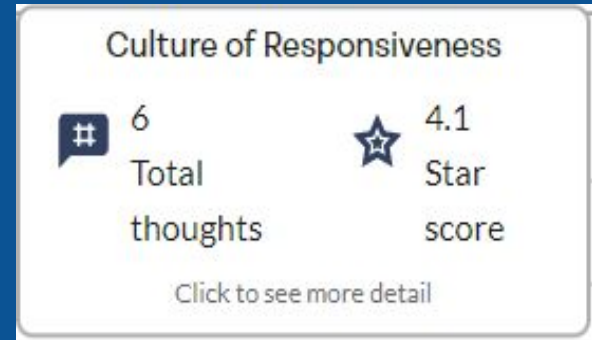 Culture of Responsiveness
#
6
Total
thoughts
4.1
Star
score
Click to see more detail